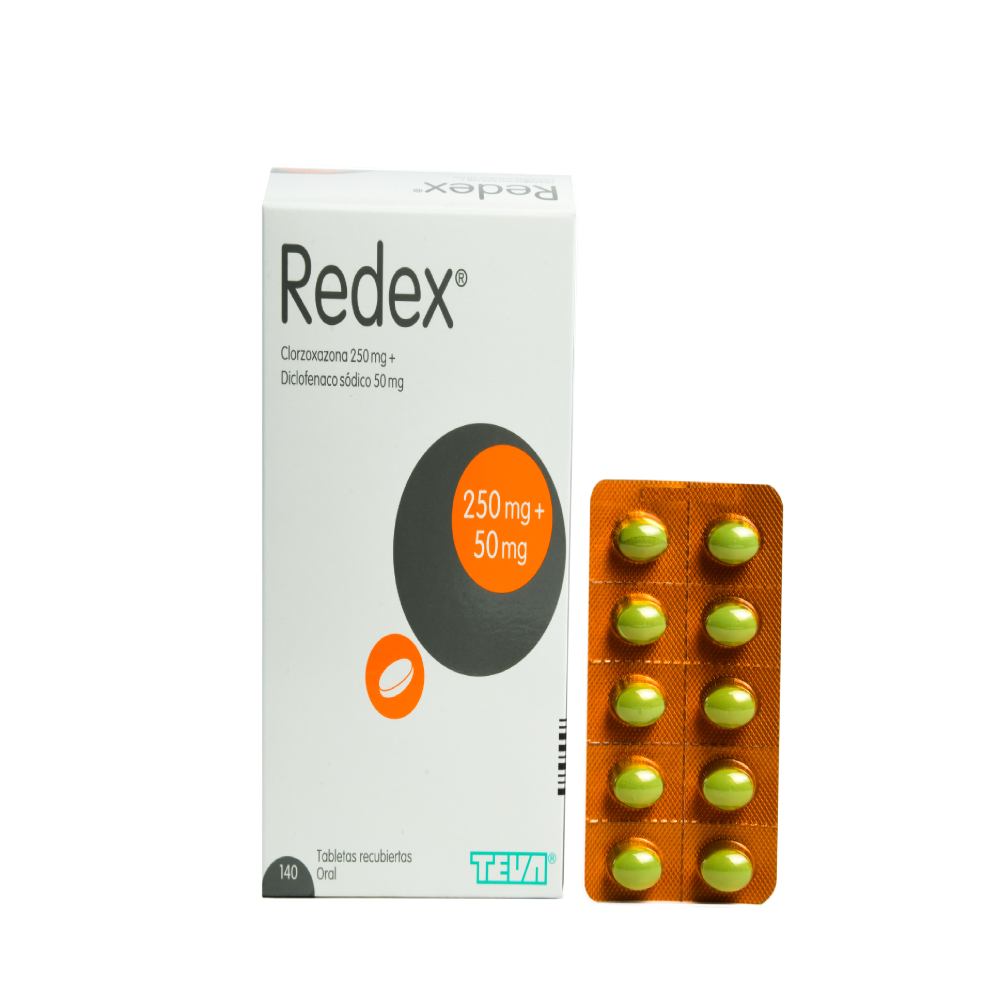 Redex®
Redex®
Clorzoxazona 250 mg +
Diclofenaco sódico 50 mg
250 mg +
50 mg
140
Tabletas recubiertas
Oral
TEVA®